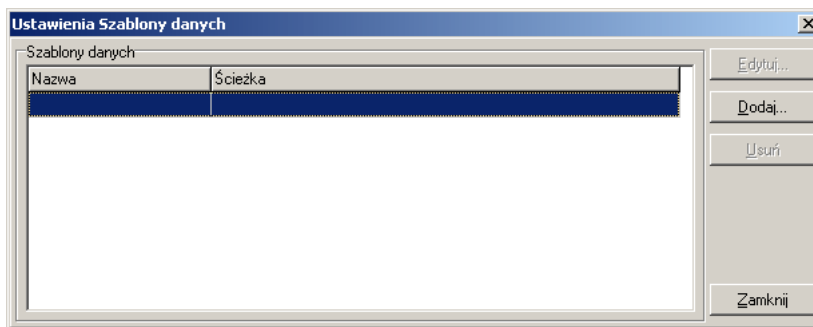 Ustawienia Szablony danych
Szablony danych
Nazwa Ścieżka
Edytuj...
Dodaj...
Usuń
Zamknij